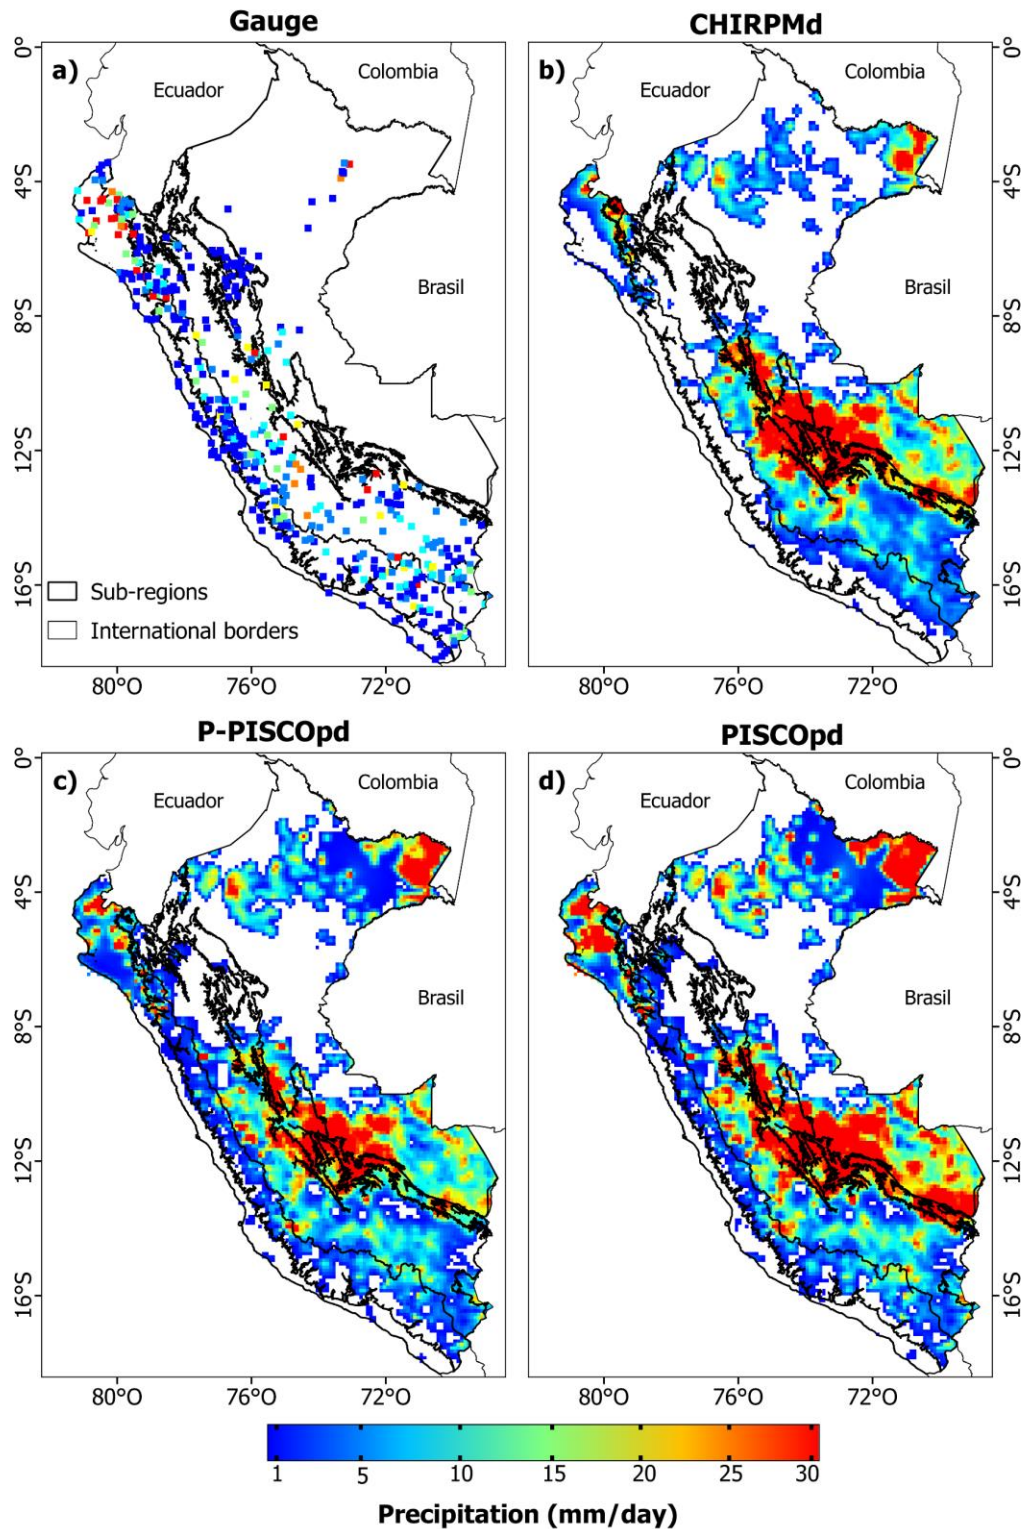 Gauge
CHIRPMd
a)
Ecuador
Colombia
Brasil
Sub-regions
International borders
4°S
0°
8°S
12°S
16°S
80°O
76°O
72°O
b)
Ecuador
Colombia
Brasil
0°
4°S
8°S
12°S
16°S
80°O
76°O
72°O
P-PISCOpd
PISCOpd
c)
Ecuador
Colombia
Brasil
0°
4°S
8°S
12°S
16°S
80°O
76°O
72°O
d)
Ecuador
Colombia
Brasil
0°
4°S
8°S
12°S
16°S
80°O
76°O
72°O
1 5 10 15 20 25 30
Precipitation (mm/day)